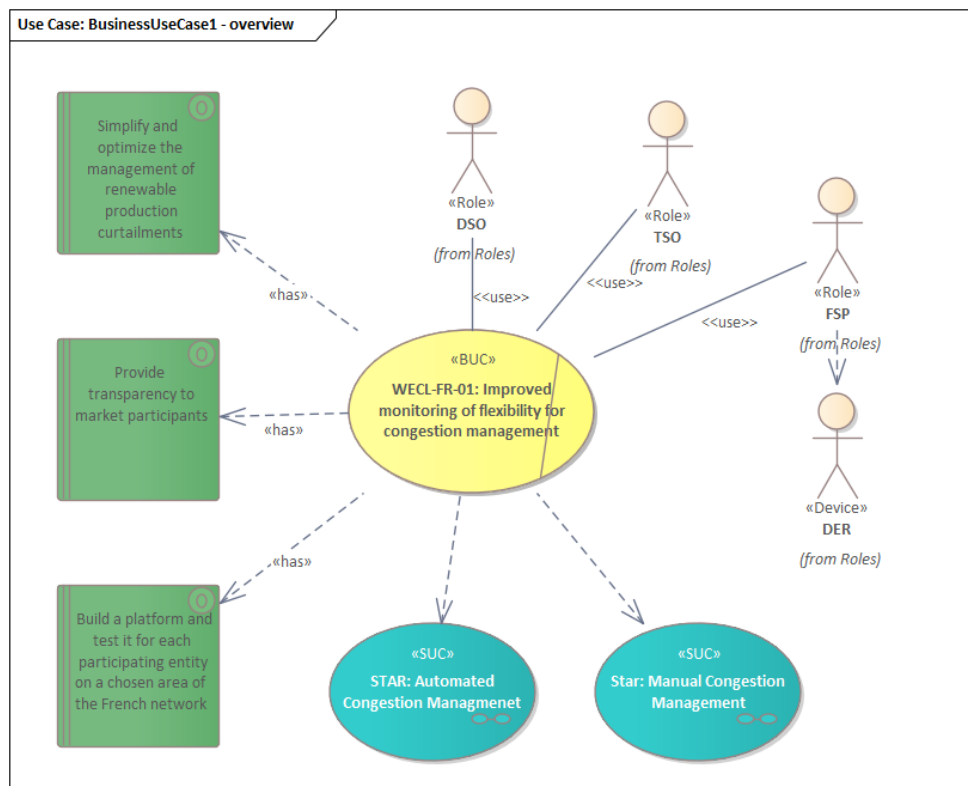 Use Case: BusinessUseCase1 - overview
Simplify and
optimize the
management of
renewable
production
curtailments
«Role»
DSO
(from Roles)
«Role»
TSO
(from Roles)
«Role»
FSP
(from Roles)
«has»
<<use>>
<<use>>
<<use>>
Provide
transparency to
market participants
«has»
«BUC»
WECL-FR-01: Improved
monitoring of flexibility for
congestion management
«Device»
DER
(from Roles)
«has»
Build a platform and
test it for each
participating entity
on a chosen area of
the French network
«SUC»
STAR: Automated
Congestion Managmenet
«SUC»
Star: Manual Congestion
Management